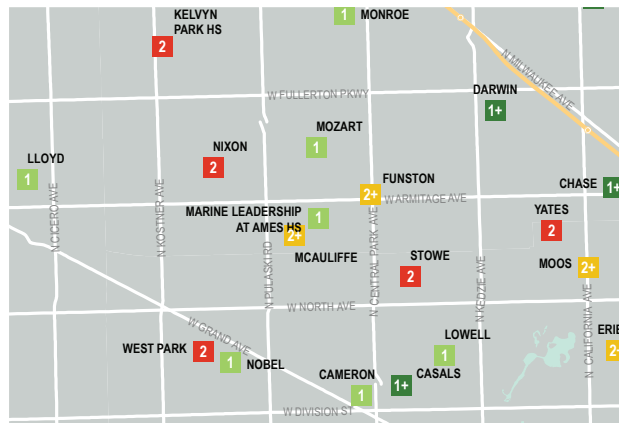 KELVYN
PARK HS
2
1
MONROE
N MILWAUKEE AVE
W FULLERTON PKWY
DARWIN
1+
MOZART
1
NIXON
2
LLOYD
1
FUNSTON
2+
W ARMITAGE AVE
CHASE
1+
MARINE LEADERSHIP
AT AMES HS
1
2+
MCAULIFFE
YATES
2
STOWE
2
MOOS
2+
N CICERO AVE
N KOSTNER AVE
N PULASKI RD
N CENTRAL PARK AVE
N KEDZIE AVE
N CALIFORNIA AVE
W NORTH AVE
W GRAND AVE
WEST PARK
2
1
NOBEL
LOWELL
1
ERIE
2+
CAMERON
1
1+
CASALS
W DIVISION ST